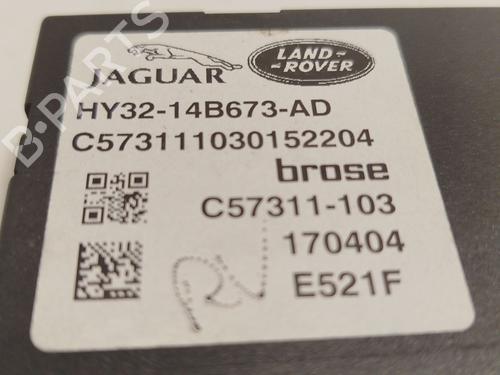 B-PARTS
JAGUAR
LAND-
-ROVER
HY32-14B673-AD
C573111030152204
brose
C57311-103
170404
E521F